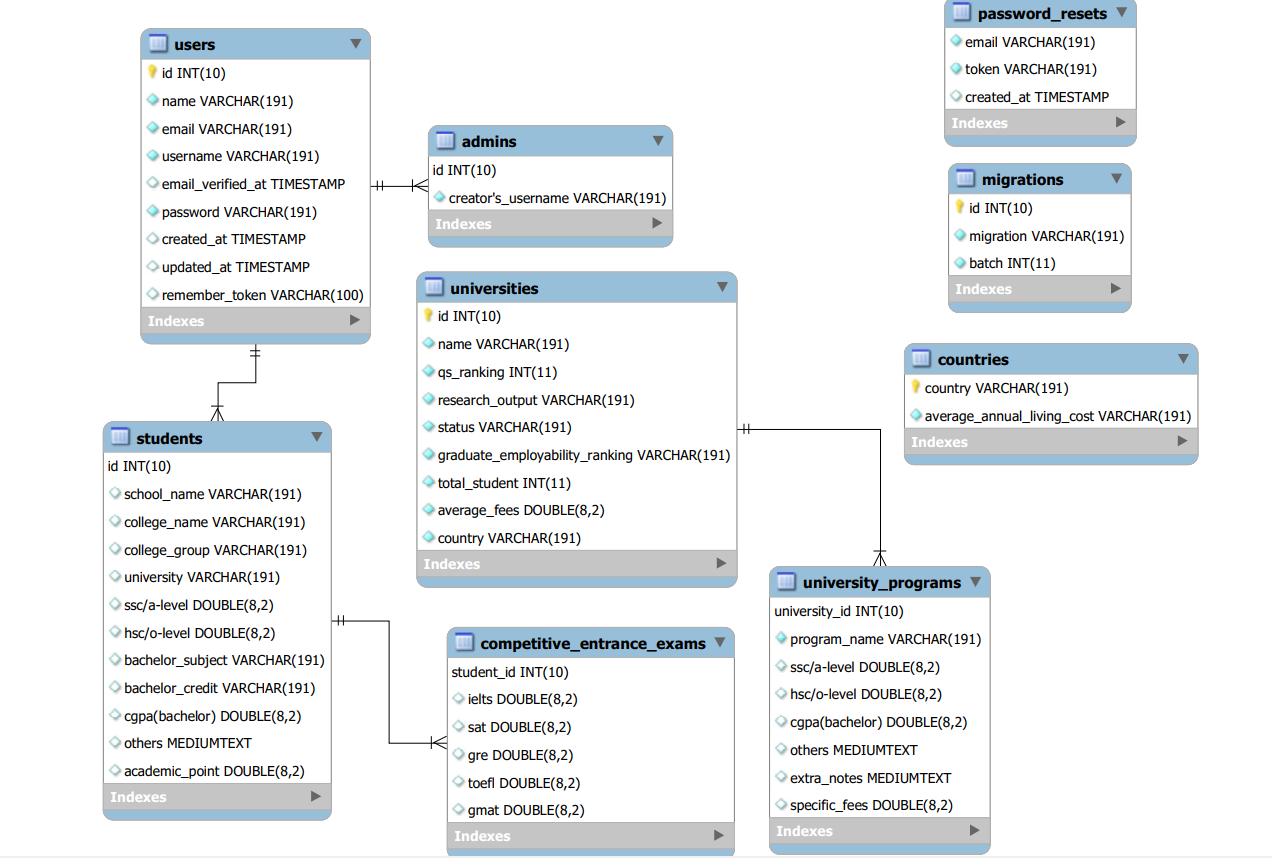 users
id INT(10)
name VARCHAR(191)
email VARCHAR(191)
username VARCHAR(191)
email_verified_at TIMESTAMP
password VARCHAR(191)
created_at TIMESTAMP
updated_at TIMESTAMP
remember_token VARCHAR(100)
Indexes
admins
id INT(10)
creator's_username VARCHAR(191)
Indexes
password_resets
email VARCHAR(191)
token VARCHAR(191)
created_at TIMESTAMP
Indexes
migrations
id INT(10)
migration VARCHAR(191)
batch INT(11)
Indexes
universities
id INT(10)
name VARCHAR(191)
qs_ranking INT(11)
research_output VARCHAR(191)
status VARCHAR(191)
graduate_employability_ranking VARCHAR(191)
total_student INT(11)
average_fees DOUBLE(8,2)
country VARCHAR(191)
Indexes
countries
country VARCHAR(191)
average_annual_living_cost VARCHAR(191)
Indexes
students
id INT(10)
school_name VARCHAR(191)
college_name VARCHAR(191)
college_group VARCHAR(191)
university VARCHAR(191)
ssc/a-level DOUBLE(8,2)
hsc/o-level DOUBLE(8,2)
bachelor_subject VARCHAR(191)
bachelor_credit VARCHAR(191)
cgpa(bachelor) DOUBLE(8,2)
others MEDIUMTEXT
academic_point DOUBLE(8,2)
Indexes
competitive_entrance_exams
student_id INT(10)
ielts DOUBLE(8,2)
sat DOUBLE(8,2)
gre DOUBLE(8,2)
toefl DOUBLE(8,2)
gmat DOUBLE(8,2)
Indexes
university_programs
university_id INT(10)
program_name VARCHAR(191)
ssc/a-level DOUBLE(8,2)
hsc/o-level DOUBLE(8,2)
cgpa(bachelor) DOUBLE(8,2)
others MEDIUMTEXT
extra_notes MEDIUMTEXT
specific_fees DOUBLE(8,2)
Indexes